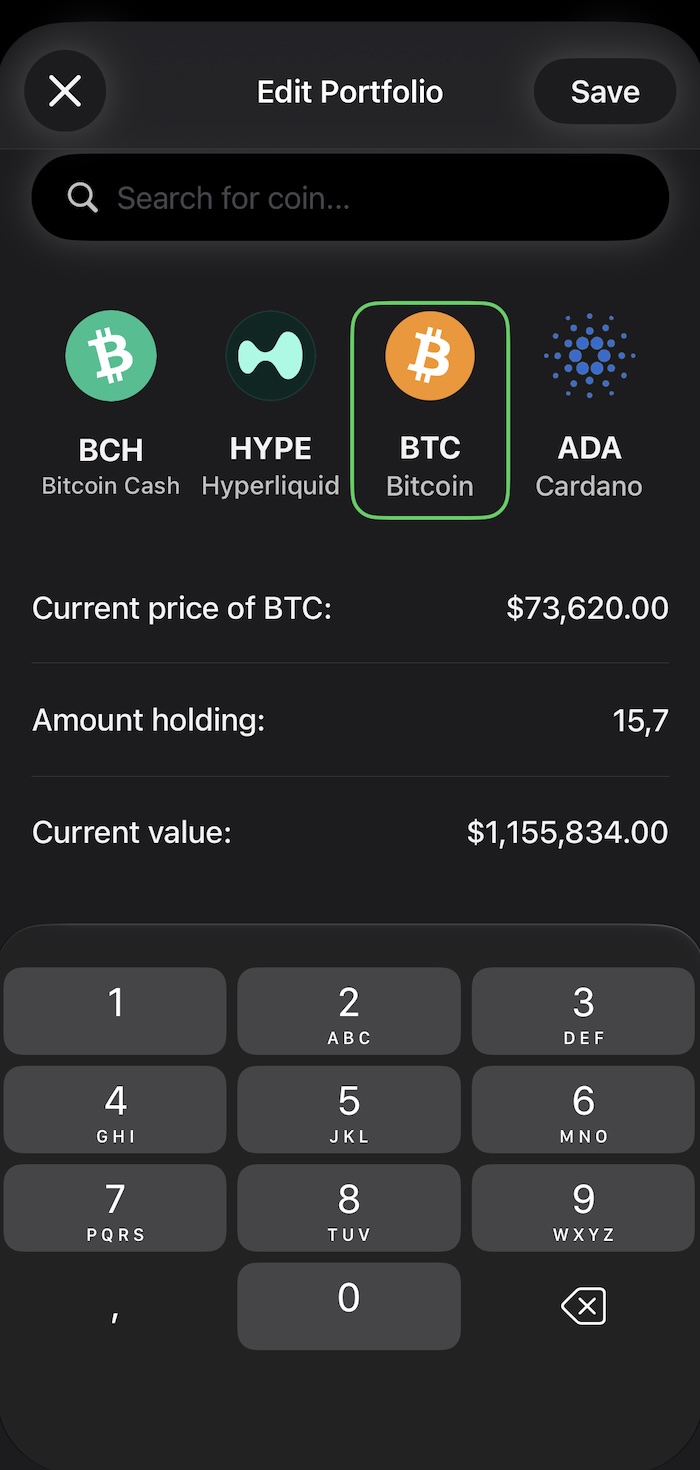 Edit Portfolio Save
Search for coin...
BCH HYPE BTC ADA
Bitcoin Cash Hyperliquid Bitcoin Cardano
Current price of BTC: $73,620.00
Amount holding: 15,7
Current value: $1,155,834.00
1 2 3
ABC DEF
4 5 6
GHI JKL MNO
7 8 9
PQRS TUV WXYZ
, 0